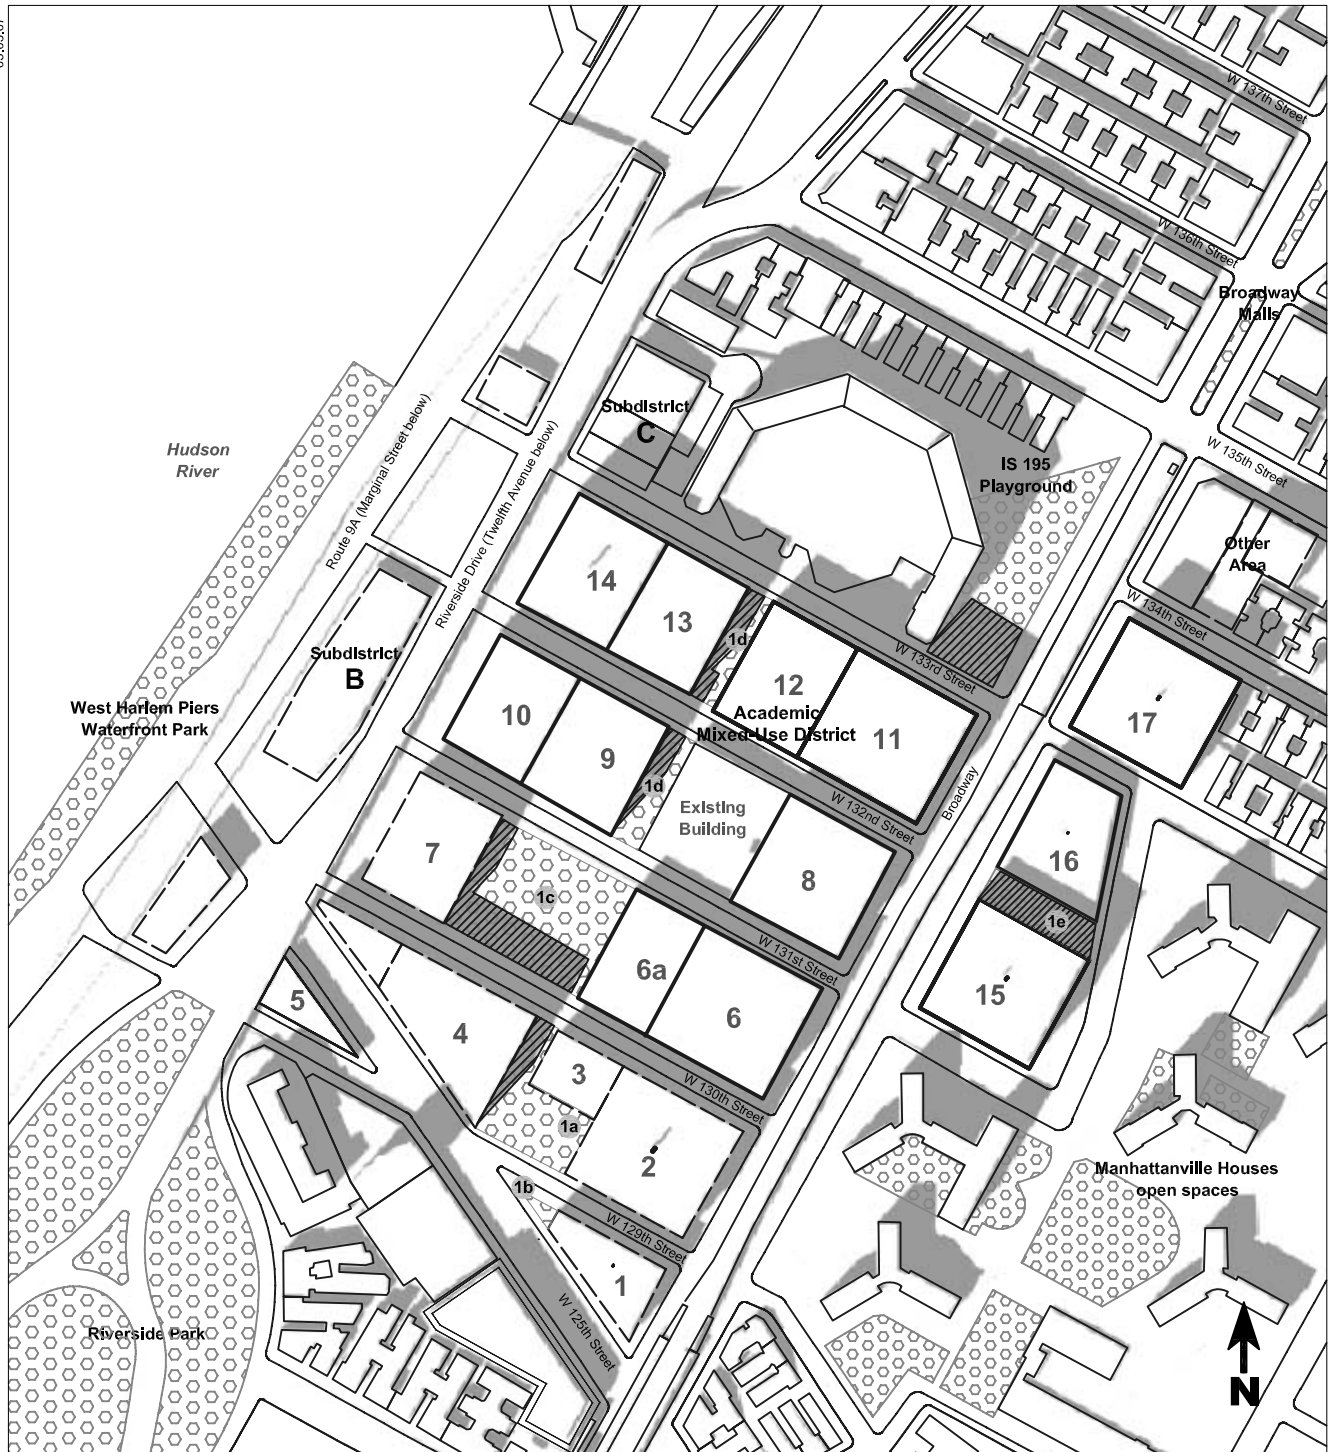 W 137th Street
W 136th Street
Broadway
Malls
Hudson
River
Route 9A (Marginal Street below)
Riverside Drive (Twelfth Avenue below)
Subdistrict
C
IS 195
Playground
W 135th Street
Other
Area
14
13
1d
W 134th Street
W 133rd Street
Subdistrict
B
West Harlem Piers
Waterfront Park
12
Academic
Mixed-Use District
11
17
10
9
1d
Existing
Building
W 132nd Street
Broadway
7
1c
8
16
1e
W 131st Street
6a
6
15
5
4
3
W 130th Street
1a
2
Manhattanville Houses
open spaces
1b
W 129th Street
1
W 125th Street
Riverside Park
N